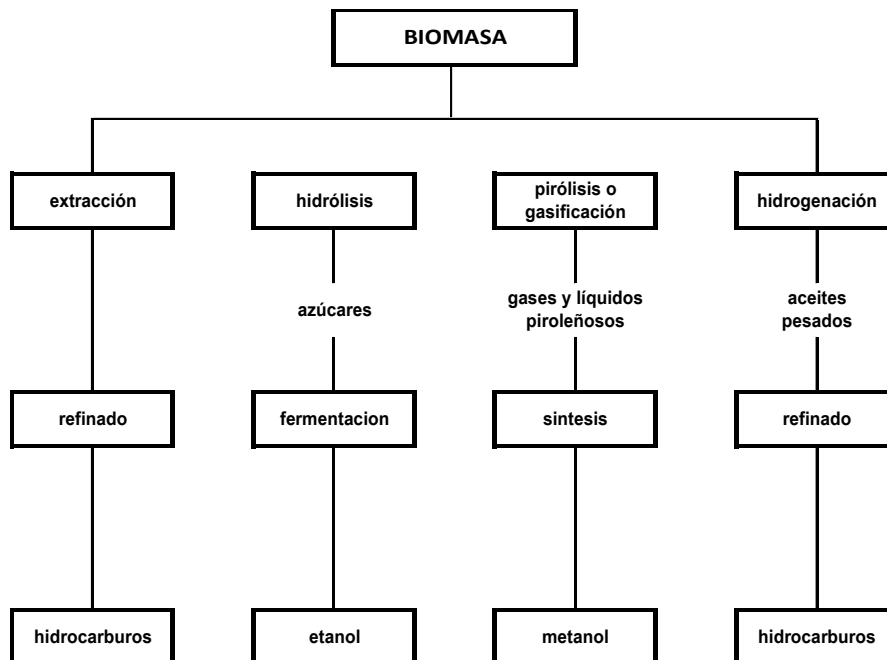 BIOMASA
extracción
hidrólisis
pirólisis o
gasificación
hidrogenación
azúcares
gases y líquidos
piroleñosos
aceites
pesados
refinado
fermentacion
sintesis
refinado
hidrocarburos
etanol
metanol
hidrocarburos